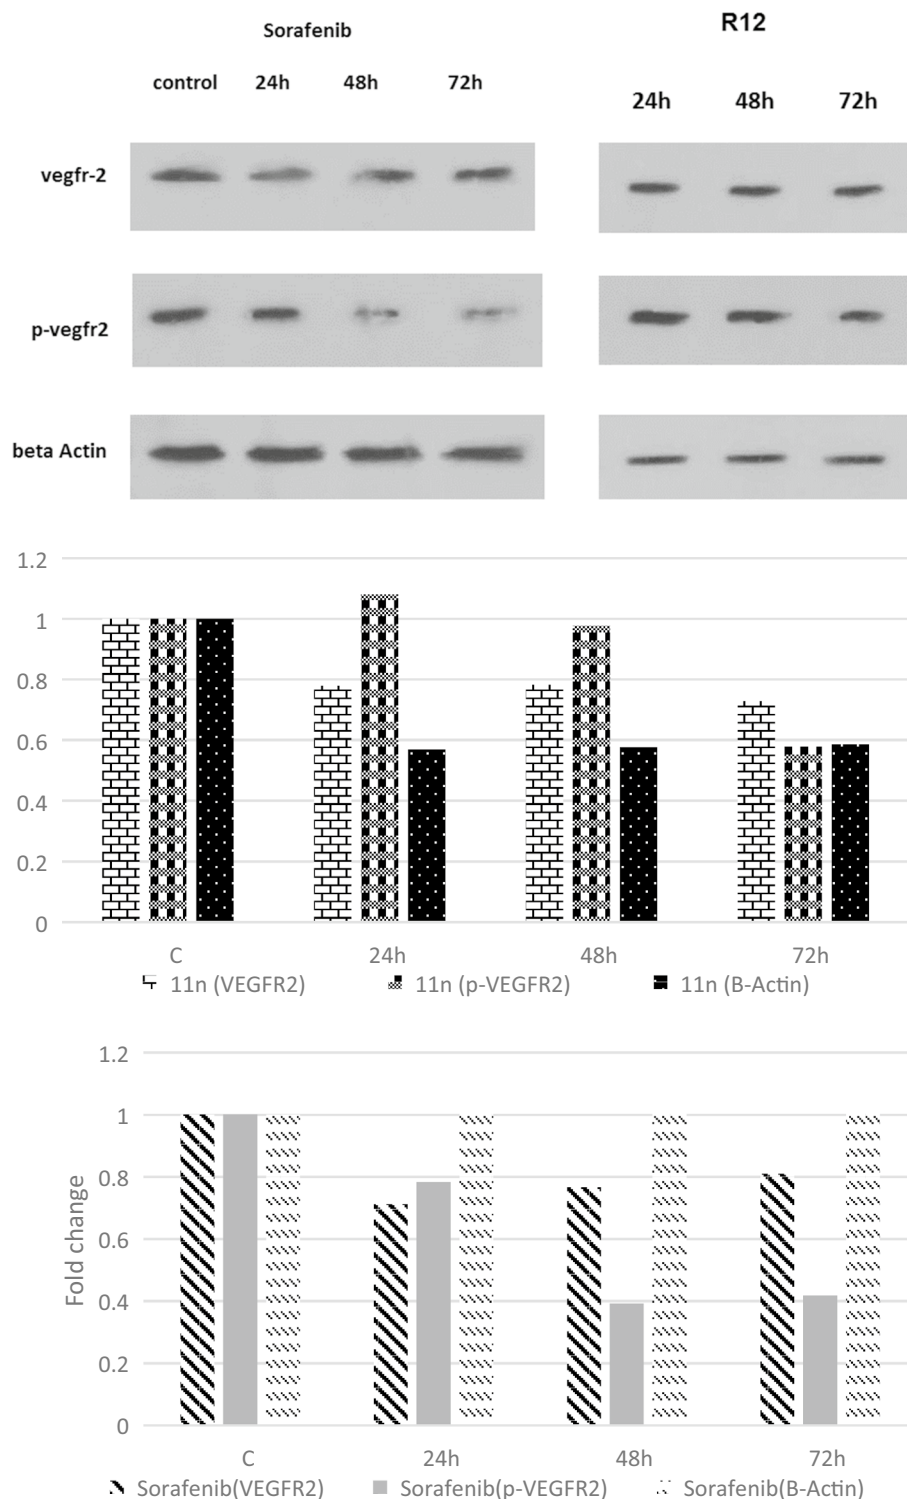 Sorafenib
R12
control 24h 48h 72h
24h 48h 72h
vegfr-2
p-vegfr2
beta Actin
1.2
1
0.8
0.6
0.4
0.2
0
C 24h 48h 72h
11n (VEGFR2) 11n (p-VEGFR2) 11n (B-Actin)
Fold change
1.2
1
0.8
0.6
0.4
0.2
0
C 24h 48h 72h
Sorafenib(VEGFR2) Sorafenib(p-VEGFR2) Sorafenib(B-Actin)